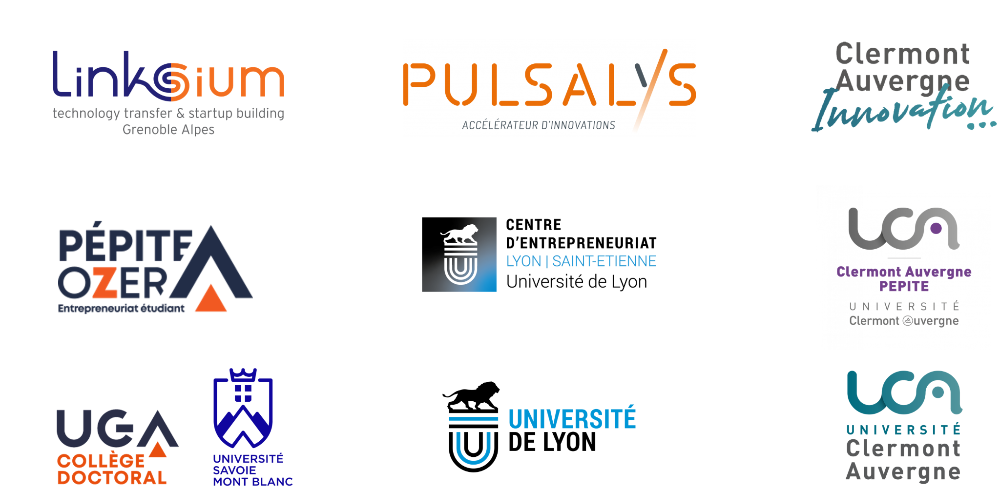 Linksium
technology transfer & startup building
Grenoble Alpes
PULSALYS
ACCÉLÉRATEUR D'INNOVATIONS
Clermont
Auvergne
Innovation...
PÉPITE
OZER
Entrepreneuriat étudiant
CENTRE
D'ENTREPRENEURIAT
LYON | SAINT-ETIENNE
Université de Lyon
UCA
Clermont Auvergne
PEPITE
UNIVERSITÉ
Clermont Auvergne
UGA
COLLÈGE
DOCTORAL
UNIVERSITÉ
SAVOIE
MONT BLANC
UNIVERSITÉ
DE LYON
UCA
UNIVERSITÉ
Clermont
Auvergne